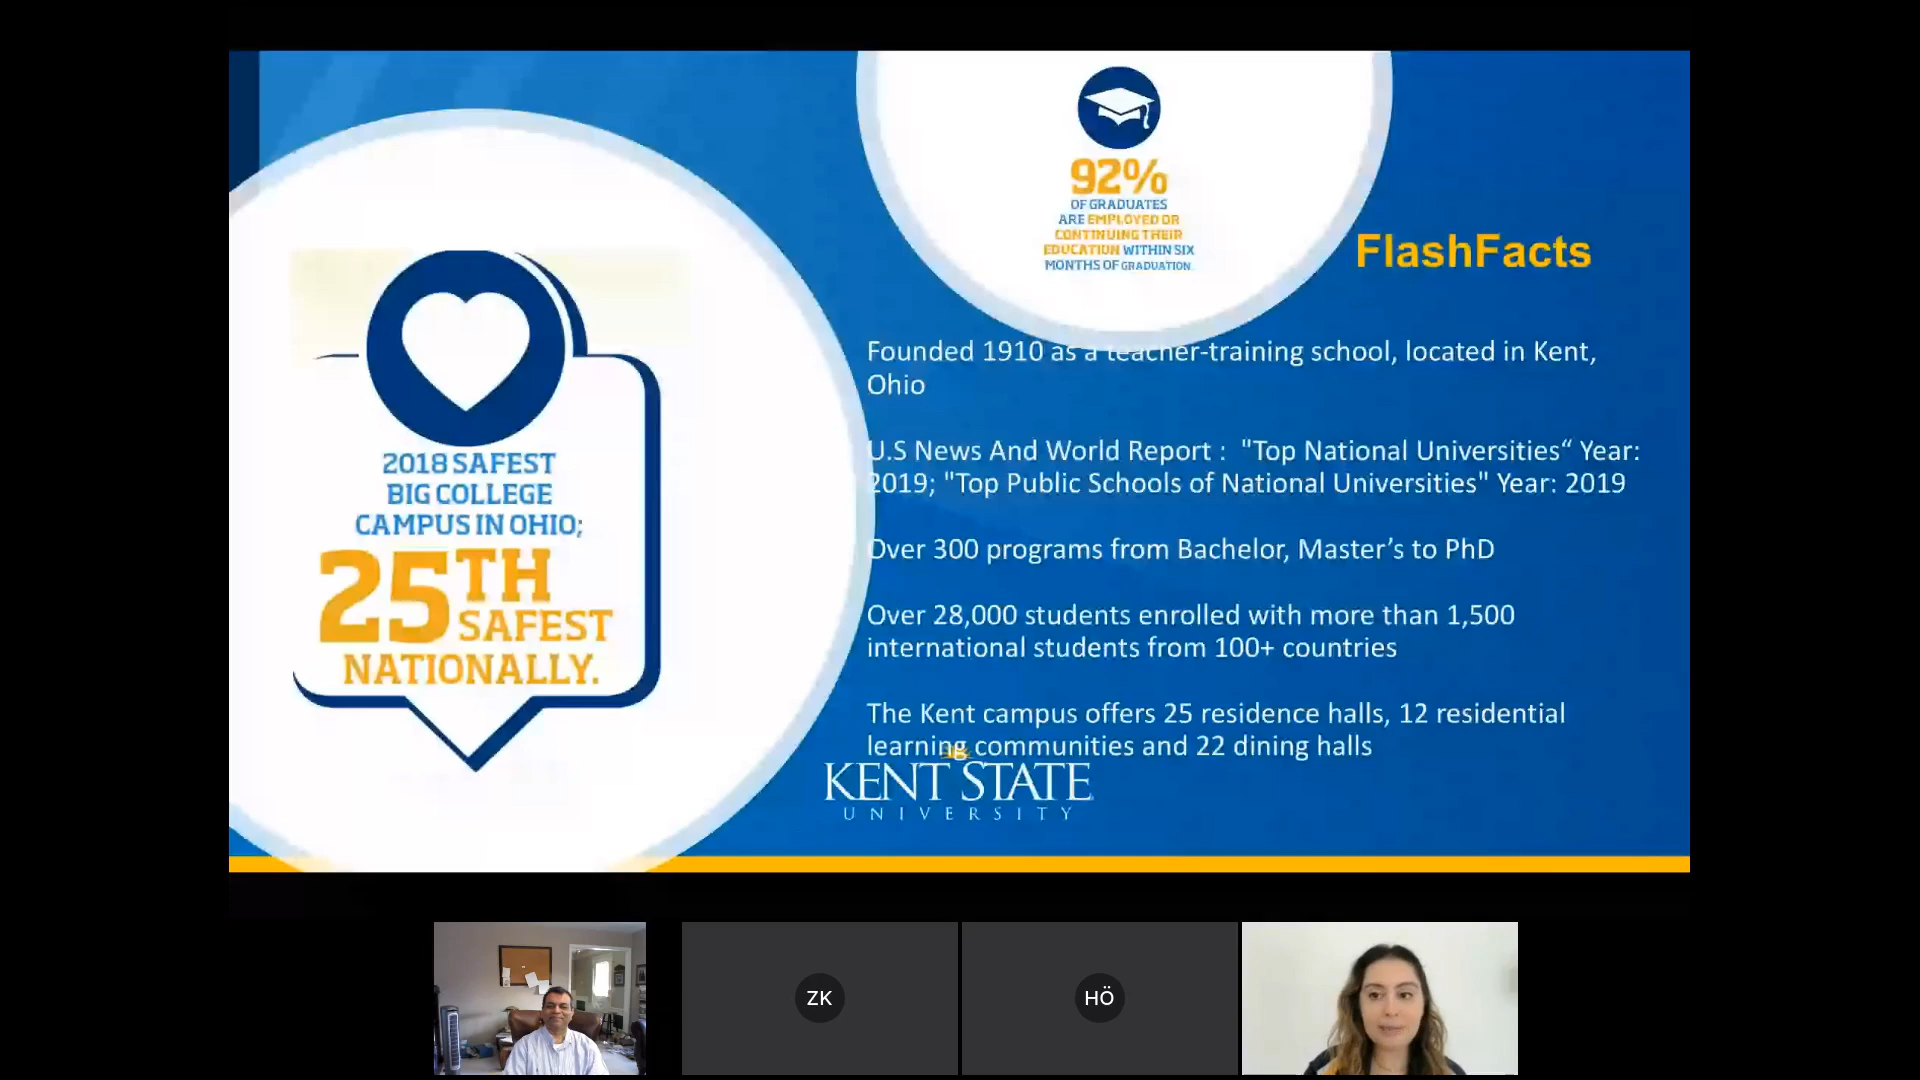 92%
OF GRADUATES
ARE EMPLOYED OR
CONTINUING THEIR
EDUCATION WITHIN SIX
MONTHS OF GRADUATION.
FlashFacts
2018 SAFEST
BIG COLLEGE
CAMPUS IN OHIO;
25TH
SAFEST
NATIONALLY.
Founded 1910 as a teacher-training school, located in Kent,
Ohio
U.S News And World Report :  "Top National Universities“ Year:
2019; "Top Public Schools of National Universities" Year: 2019
Over 300 programs from Bachelor, Master’s to PhD
Over 28,000 students enrolled with more than 1,500
international students from 100+ countries
The Kent campus offers 25 residence halls, 12 residential
learning communities and 22 dining halls
KENT STATE
UNIVERSITY
ZK
HÖ